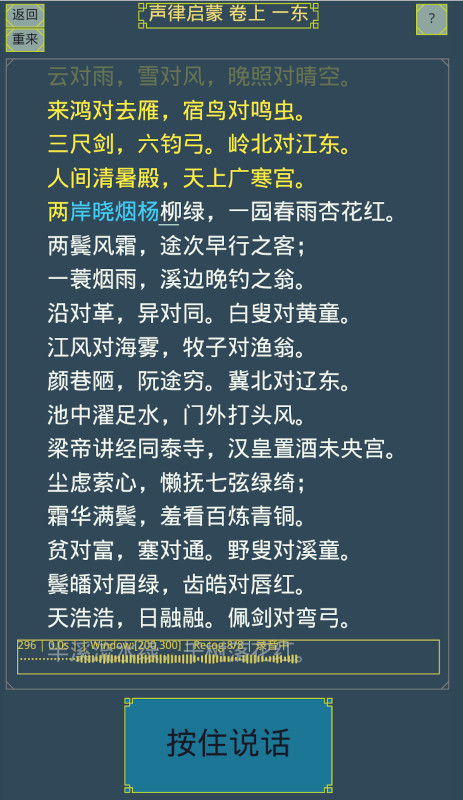 返回
声律启蒙 卷上 一东
?
重来
云对雨，雪对风，晚照对晴空。
来鸿对去雁，宿鸟对鸣虫。
三尺剑，六钧弓。岭北对江东。
人间清暑殿，天上广寒宫。
两岸晓烟杨柳绿，一园春雨杏花红。
两鬓风霜，途次早行之客；
一蓑烟雨，溪边晚钓之翁。
沿对革，异对同。白叟对黄童。
江风对海雾，牧子对渔翁。
颜巷陋，阮途穷。冀北对辽东。
池中濯足水，门外打头风。
梁帝讲经同泰寺，汉皇置酒未央宫。
尘虑萦心，懒抚七弦绿绮；
霜华满鬓，羞看百炼青铜。
贫对富，塞对通。野叟对溪童。
鬓皤对眉绿，齿皓对唇红。
天浩浩，日融融。佩剑对弯弓。
296 | 0.0s | | Window:[200,300] | Recog:8/8 | 录音中
按住说话